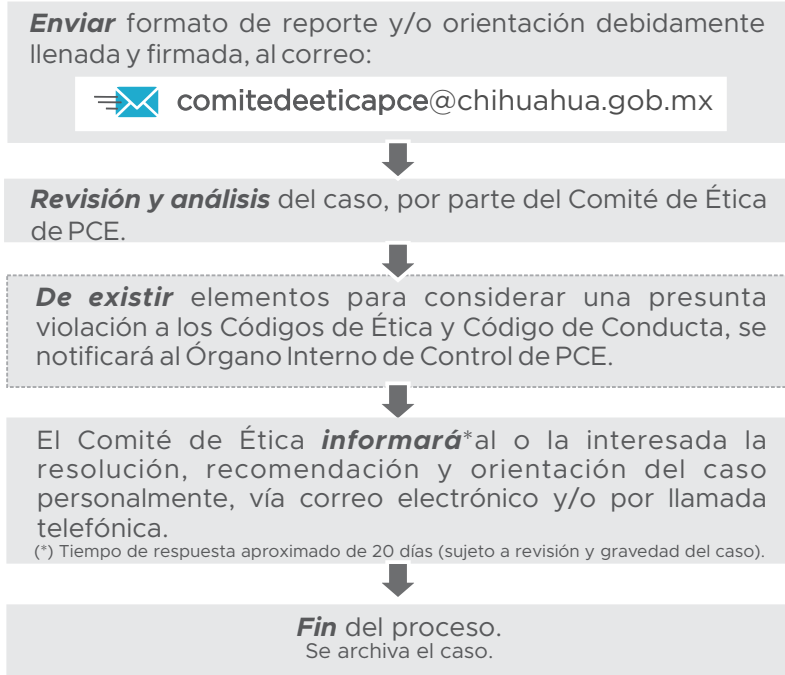 Enviar formato de reporte y/o orientación debidamente
llenada y firmada, al correo:
comitedeeticapce@chihuahua.gob.mx
Revisión y análisis del caso, por parte del Comité de Ética
de PCE.
De existir elementos para considerar una presunta
violación a los Códigos de Ética y Código de Conducta, se
notificará al Órgano Interno de Control de PCE.
El Comité de Ética informará*al o la interesada la
resolución, recomendación y orientación del caso
personalmente, vía correo electrónico y/o por llamada
telefónica.
(*) Tiempo de respuesta aproximado de 20 días (sujeto a revisión y gravedad del caso).
Fin del proceso.
Se archiva el caso.